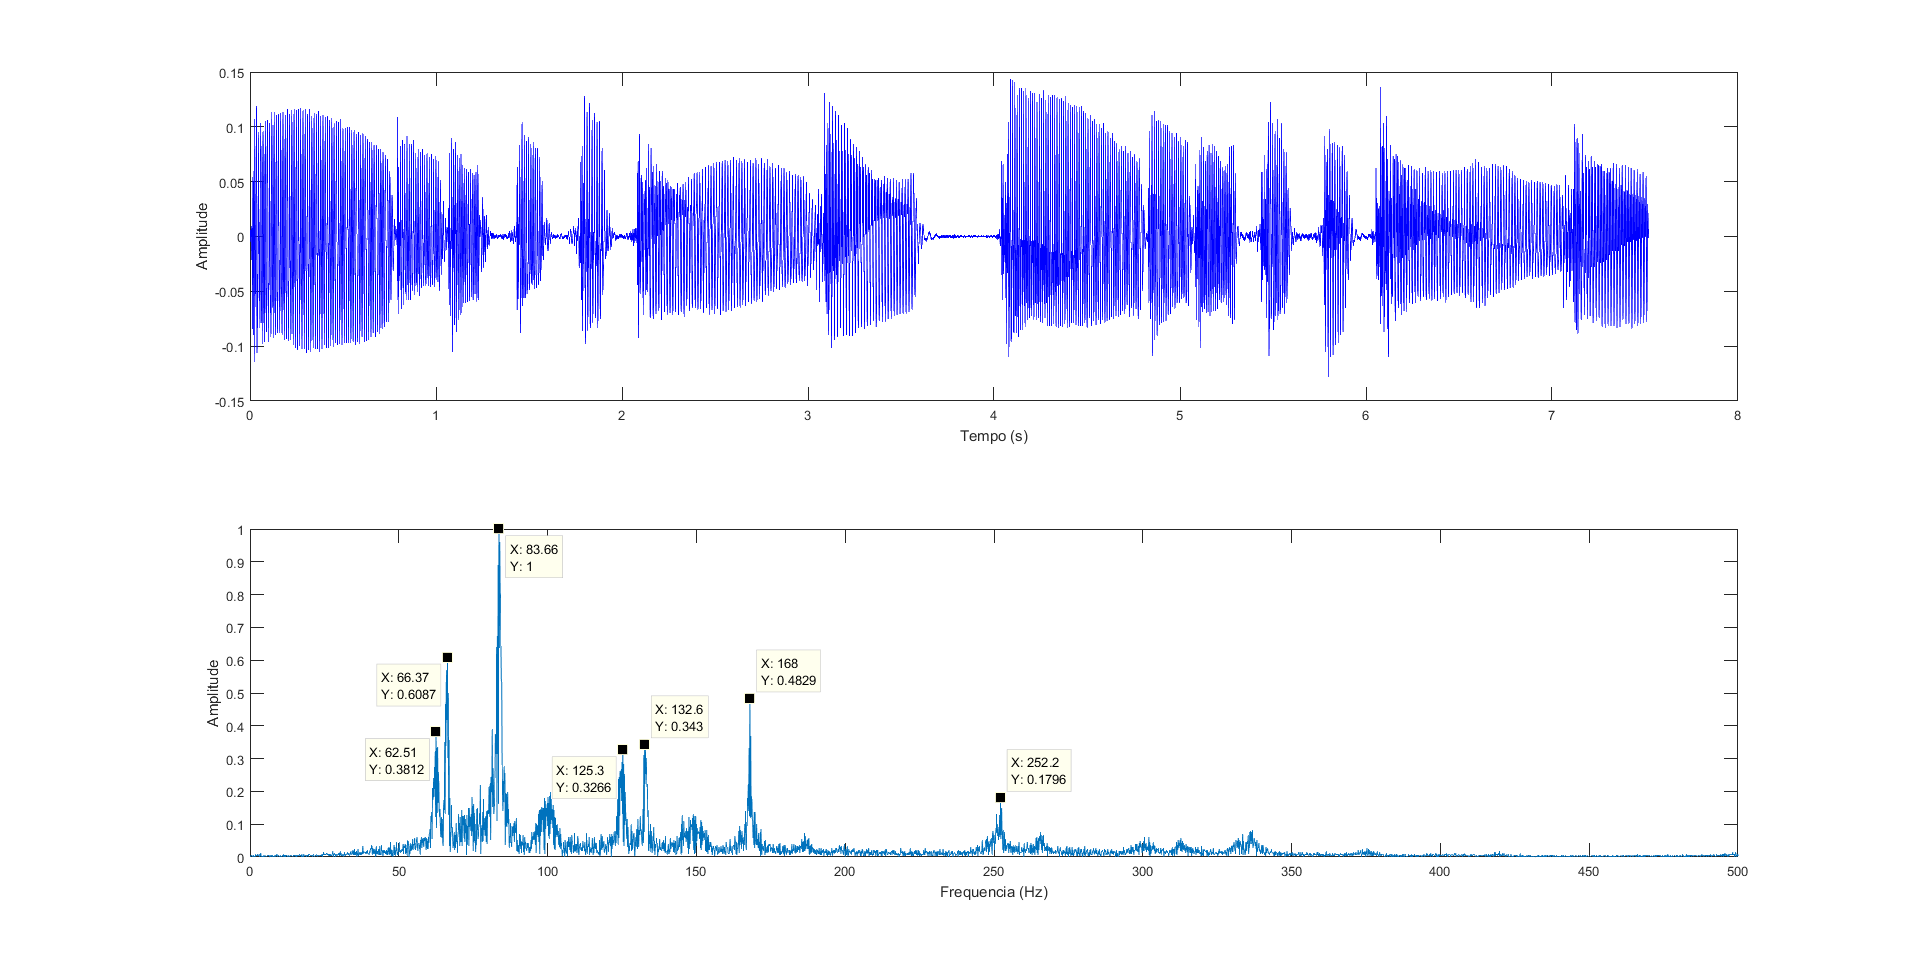 0.15
0.1
0.05
0
-0.05
-0.1
-0.15
Amplitude
0 1 2 3 4 5 6 7 8
Tempo (s)
1
0.9
0.8
0.7
0.6
0.5
0.4
0.3
0.2
0.1
0
Amplitude
X: 83.66
Y: 1
X: 66.37
Y: 0.6087
X: 168
Y: 0.4829
X: 132.6
Y: 0.343
X: 62.51
Y: 0.3812
X: 125.3
Y: 0.3266
X: 252.2
Y: 0.1796
0 50 100 150 200 250 300 350 400 450 500
Frequencia (Hz)